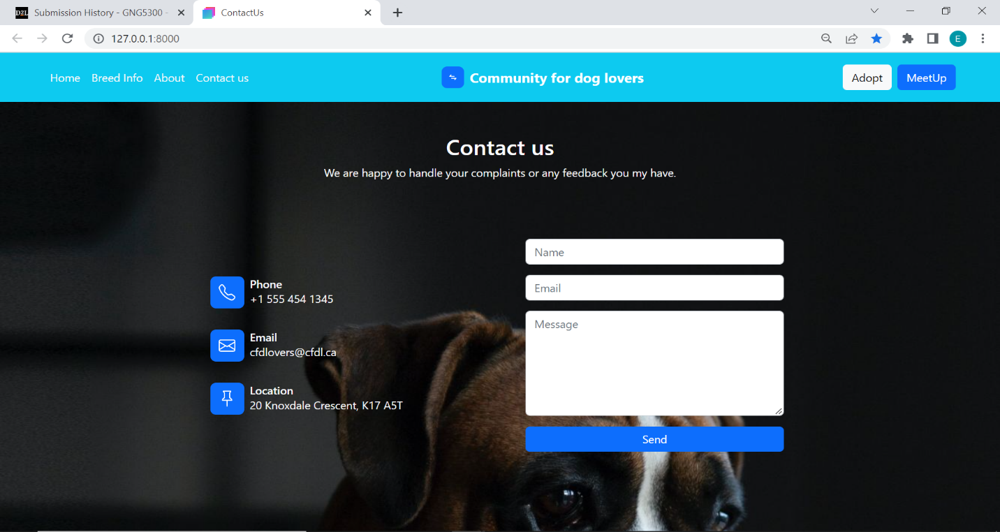 D2L Submission History - GNG5300 -
ContactUs
127.0.0.1:8000
E
Home Breed Info About Contact us
Community for dog lovers
Adopt MeetUp
Contact us
We are happy to handle your complaints or any feedback you my have.
Phone
+1 555 454 1345
Email
cfdlovers@cfdl.ca
Location
20 Knoxdale Crescent, K17 A5T
Name
Email
Message
Send